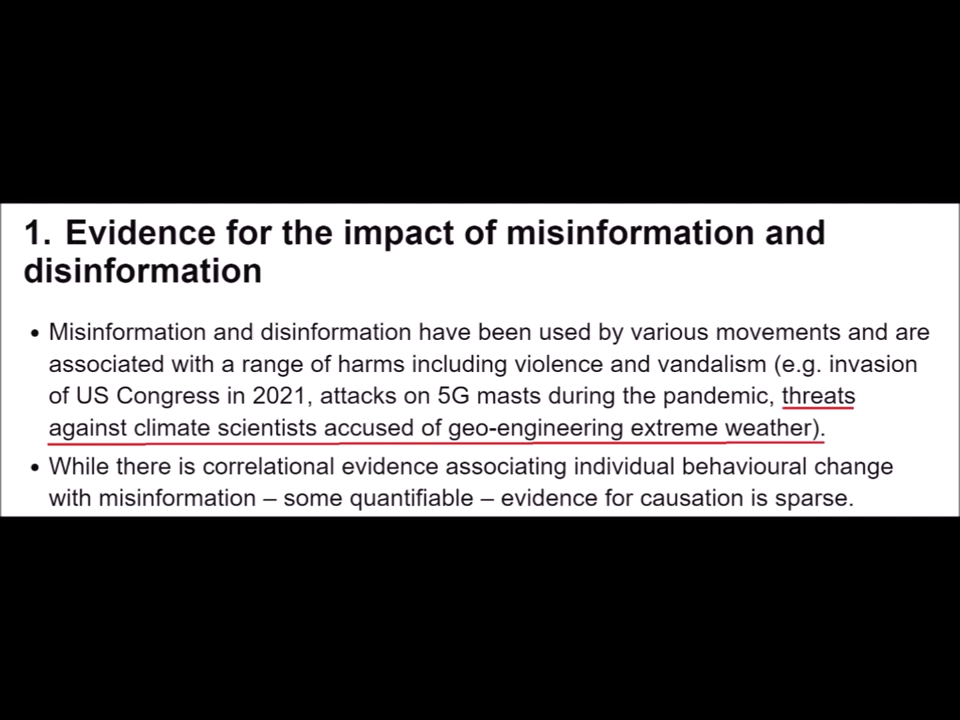 1. Evidence for the impact of misinformation and
disinformation
• Misinformation and disinformation have been used by various movements and are
associated with a range of harms including violence and vandalism (e.g. invasion
of US Congress in 2021, attacks on 5G masts during the pandemic, threats
against climate scientists accused of geo-engineering extreme weather).
• While there is correlational evidence associating individual behavioural change
with misinformation – some quantifiable – evidence for causation is sparse.